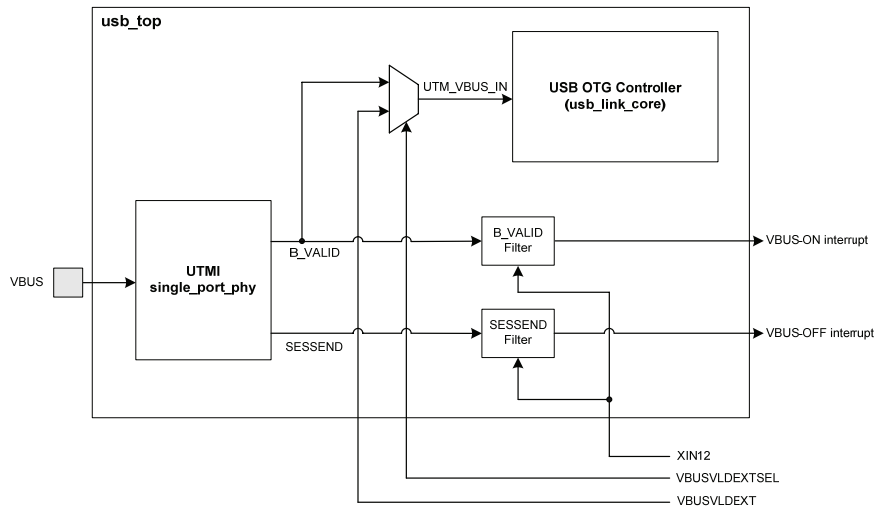 usb_top
UTM_VBUS_IN
USB OTG Controller
(usb_link_core)
B_VALID
Filter
VBUS-ON interrupt
B_VALID
UTMI
single_port_phy
VBUS
SESSEND
Filter
VBUS-OFF interrupt
SESSEND
XIN12
VBUSVLDEXTSEL
VBUSVLDEXT